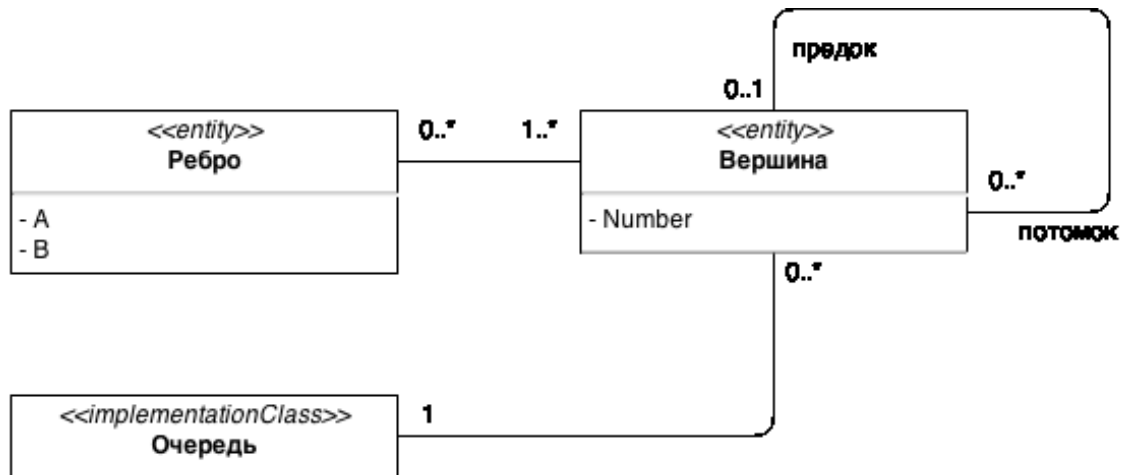 предок
0..1
<<entity>>
Ребро
0..*
1..*
<<entity>>
Вершина
- A
- B
- Number
0..*
потомок
0..*
<<implementationClass>>
Очередь
1